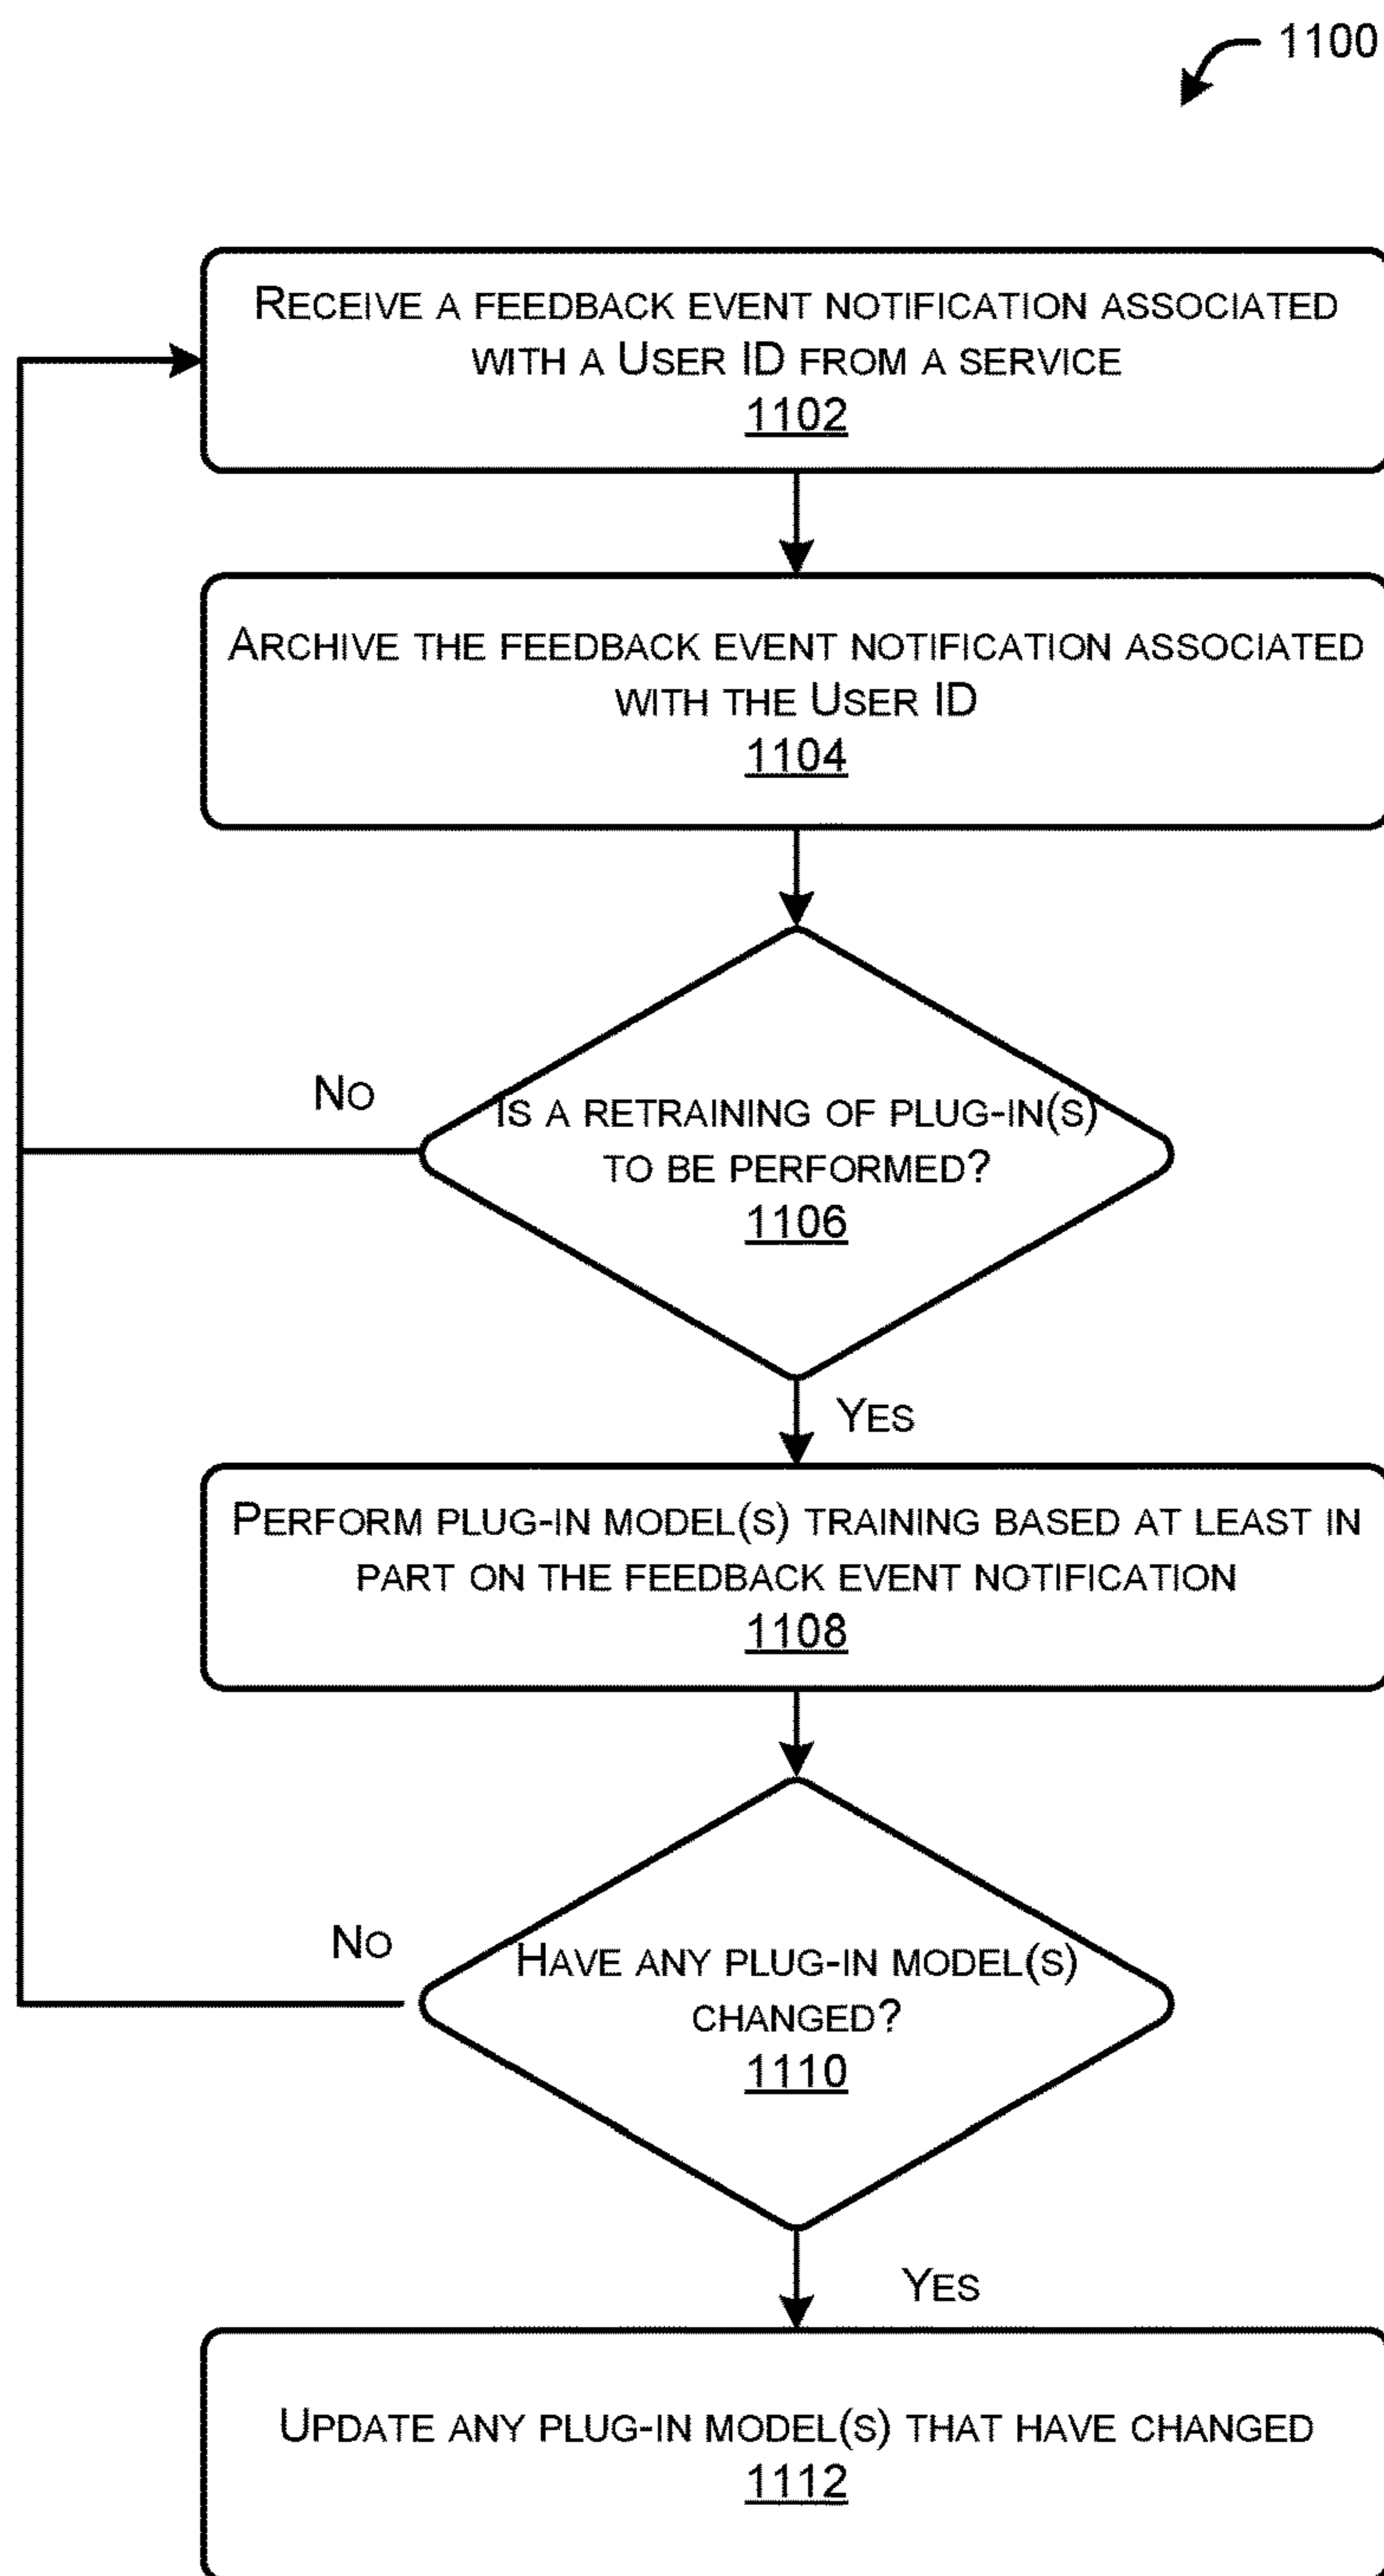 1100
RECEIVE A FEEDBACK EVENT NOTIFICATION ASSOCIATED
WITH A USER ID FROM A SERVICE
1102
ARCHIVE THE FEEDBACK EVENT NOTIFICATION ASSOCIATED
WITH THE USER ID
1104
NO
IS A RETRAINING OF PLUG-IN(S)
TO BE PERFORMED?
1106
YES
PERFORM PLUG-IN MODEL(S) TRAINING BASED AT LEAST IN
PART ON THE FEEDBACK EVENT NOTIFICATION
1108
NO
HAVE ANY PLUG-IN MODEL(S)
CHANGED?
1110
YES
UPDATE ANY PLUG-IN MODEL(S) THAT HAVE CHANGED
1112